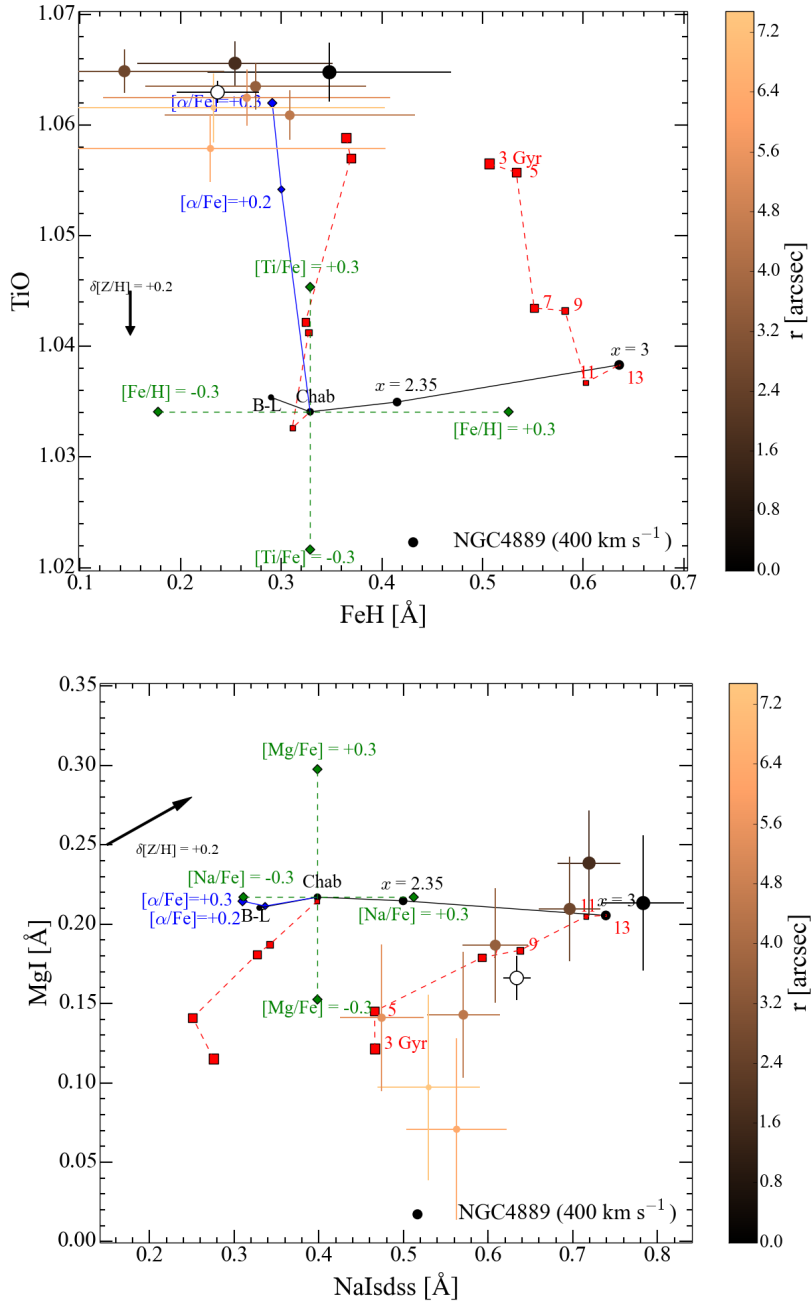 1.07
1.06
1.05
1.04
1.03
1.02
TiO
[α/Fe]=+0.3
[α/Fe]=+0.2
3 Gyr
5
[Ti/Fe] = +0.3
δ[Z/H] = +0.2
7
9
x = 3
11
13
[Fe/H] = -0.3
Chab
x = 2.35
B-L
[Fe/H] = +0.3
[Ti/Fe] = -0.3
NGC4889 (400 km s⁻¹)
0.1 0.2 0.3 0.4 0.5 0.6 0.7
FeH [Å]
7.2
6.4
5.6
4.8
4.0
3.2
2.4
1.6
0.8
0.0
r [arcsec]
0.35
0.30
0.25
0.20
0.15
0.10
0.05
0.00
MgI [Å]
[Mg/Fe] = +0.3
δ[Z/H] = +0.2
[Na/Fe] = -0.3
Chab
x = 2.35
[α/Fe]=+0.3
[α/Fe]=+0.2
B-L
[Na/Fe] = +0.3
x = 3
11
13
9
[Mg/Fe] = -0.3
5
3 Gyr
NGC4889 (400 km s⁻¹)
0.2 0.3 0.4 0.5 0.6 0.7 0.8
NaIsdss [Å]
7.2
6.4
5.6
4.8
4.0
3.2
2.4
1.6
0.8
0.0
r [arcsec]